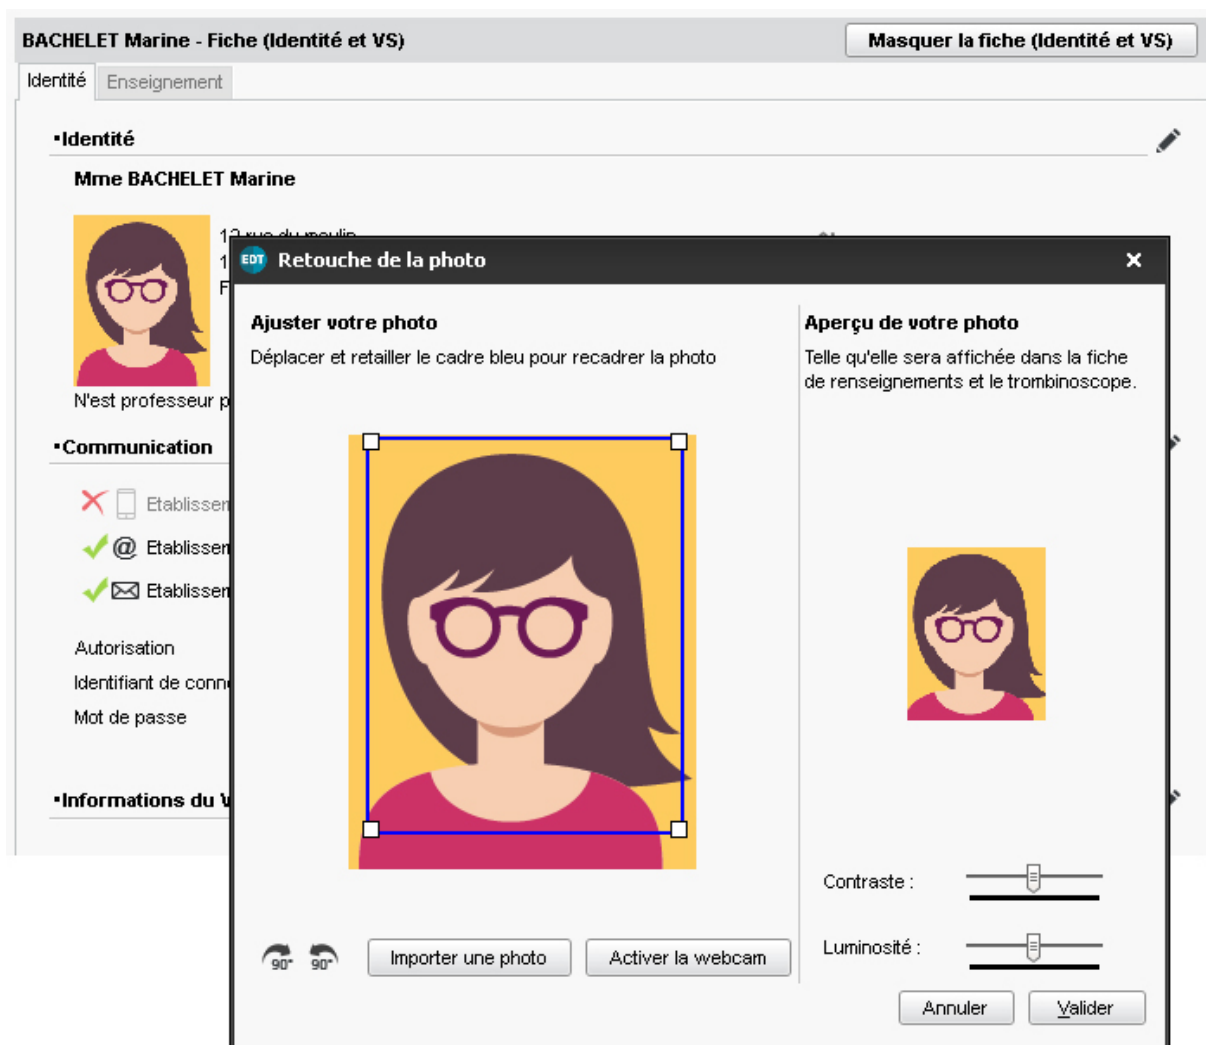 BACHELET Marine - Fiche (Identité et VS)
Masquer la fiche (Identité et VS)
Identité
Enseignement
Identité
Mme BACHELET Marine
rue du moulin
1
F
N'est professeur
Communication
Autorisation
Identifiant de
Mot de passe
Informations du
EDT Retouche de la photo
Ajuster votre photo
Déplacer et retailler le cadre bleu pour recadrer la photo
90°
90°
Importer une photo
Activer la webcam
Aperçu de votre photo
Telle qu'elle sera affichée dans la fiche
de renseignements et le trombinoscope.
Contraste :
Luminosité :
Annuler
Valider